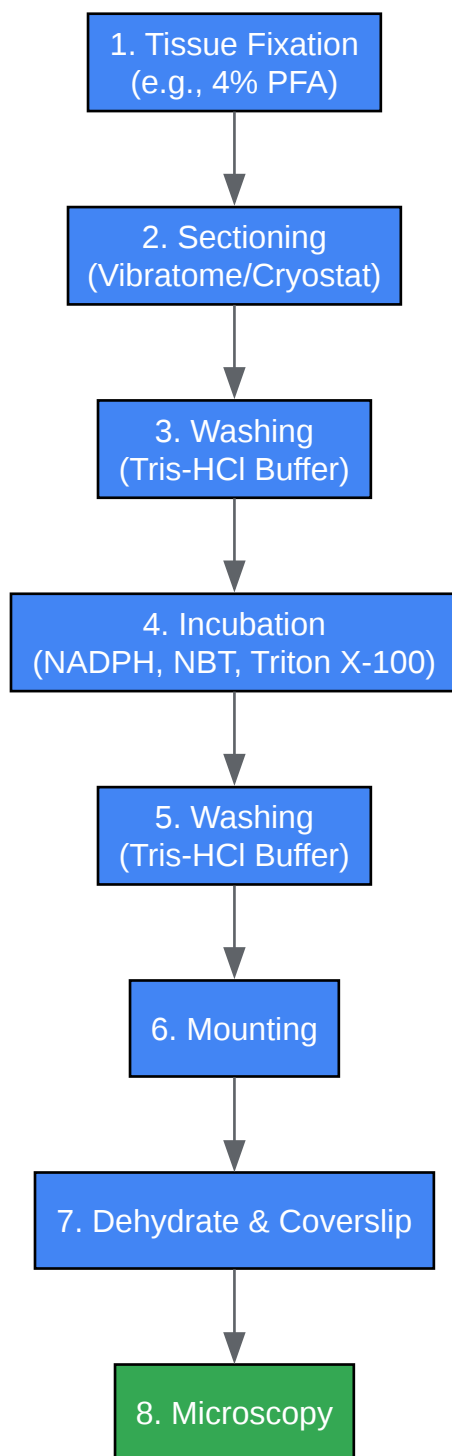 1. Tissue Fixation
(e.g., 4% PFA)
2. Sectioning
(Vibratome/Cryostat)
3. Washing
(Tris-HCl Buffer)
4. Incubation
(NADPH, NBT, Triton X-100)
5. Washing
(Tris-HCl Buffer)
6. Mounting
7. Dehydrate & Coverslip
8. Microscopy